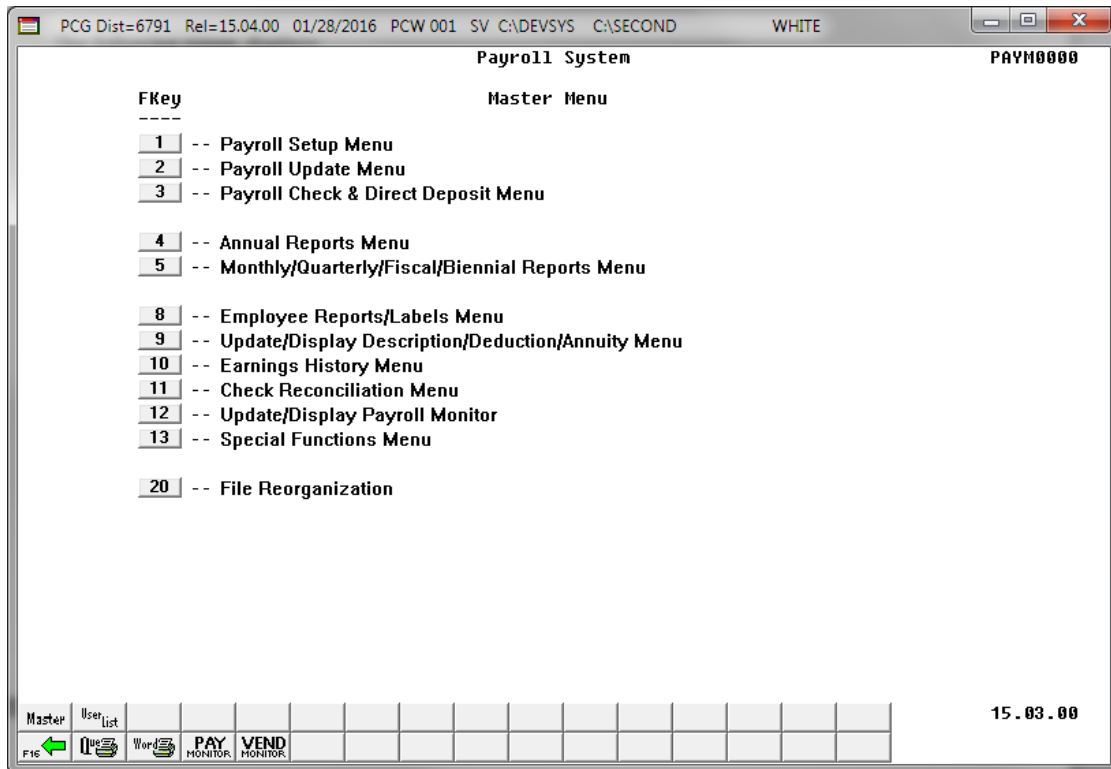 PCG Dist=6791 Rel=15.04.00 01/28/2016 PCW 001 SV C:\DEVSYS C:\SECOND WHITE
Payroll System PAYM0000
FKey Master Menu
----
1 -- Payroll Setup Menu
2 -- Payroll Update Menu
3 -- Payroll Check & Direct Deposit Menu
4 -- Annual Reports Menu
5 -- Monthly/Quarterly/Fiscal/Biennial Reports Menu
8 -- Employee Reports/Labels Menu
9 -- Update/Display Description/Deduction/Annuity Menu
10 -- Earnings History Menu
11 -- Check Reconciliation Menu
12 -- Update/Display Payroll Monitor
13 -- Special Functions Menu
20 -- File Reorganization
Master User List 15.03.00
F16 Que Word PAY MONITOR VEND MONITOR